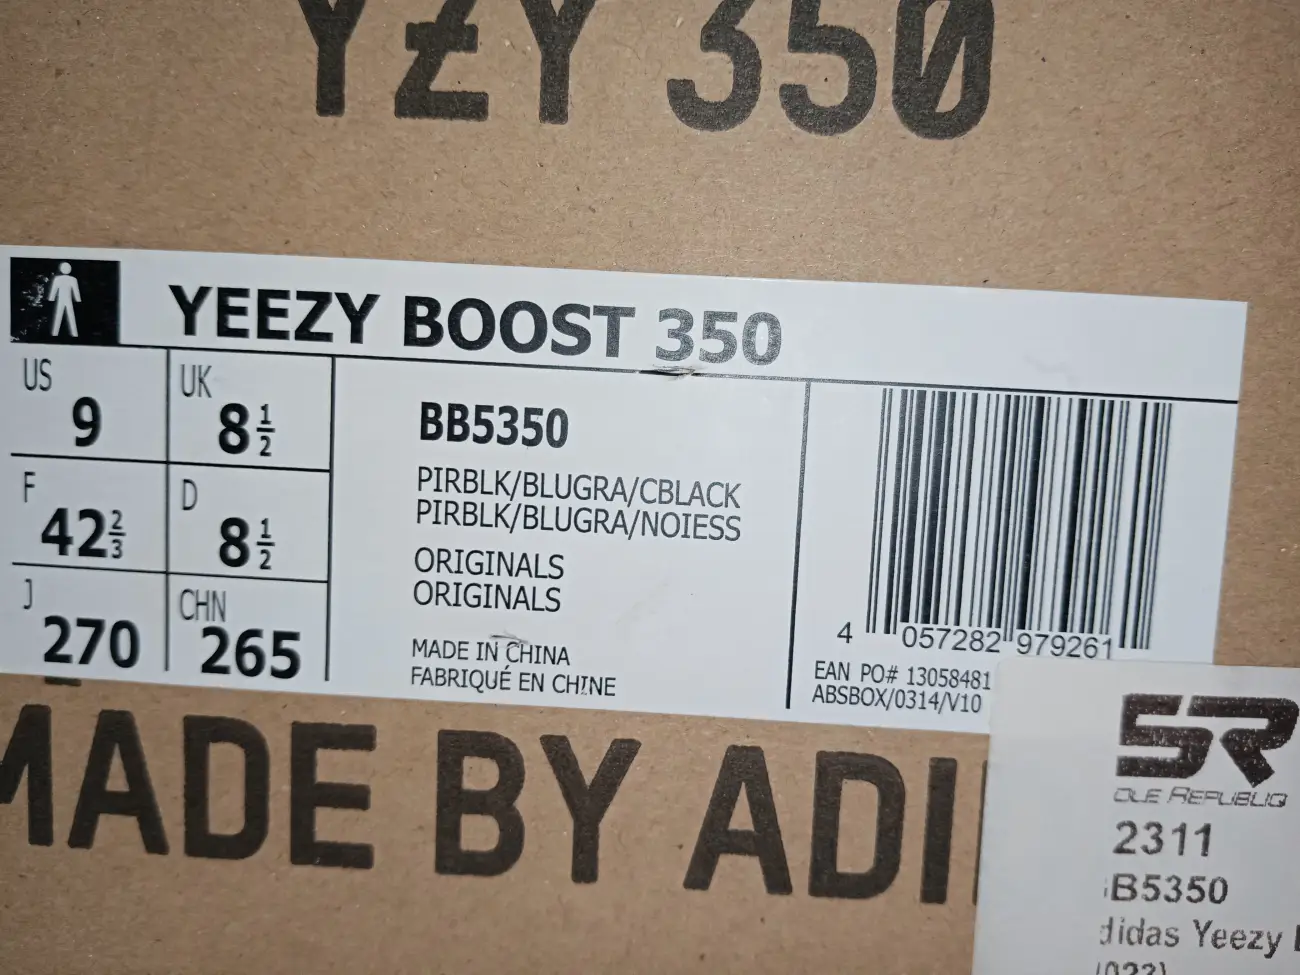 YZY 350
YEEZY BOOST 350
US
9
UK
8 1/2
F
42 2/3
D
8 1/2
J
270
CHN
265
BB5350
PIRBLK/BLUGRA/CBLACK
PIRBLK/BLUGRA/NOIESS
ORIGINALS
ORIGINALS
MADE IN CHINA
FABRIQUÉ EN CHINE
4 057282 979261
EAN PO# 13058481
ABSBOX/0314/V10
MADE BY ADI
SR
OLE REPUBLIQ
2311
B5350
didas Yeezy